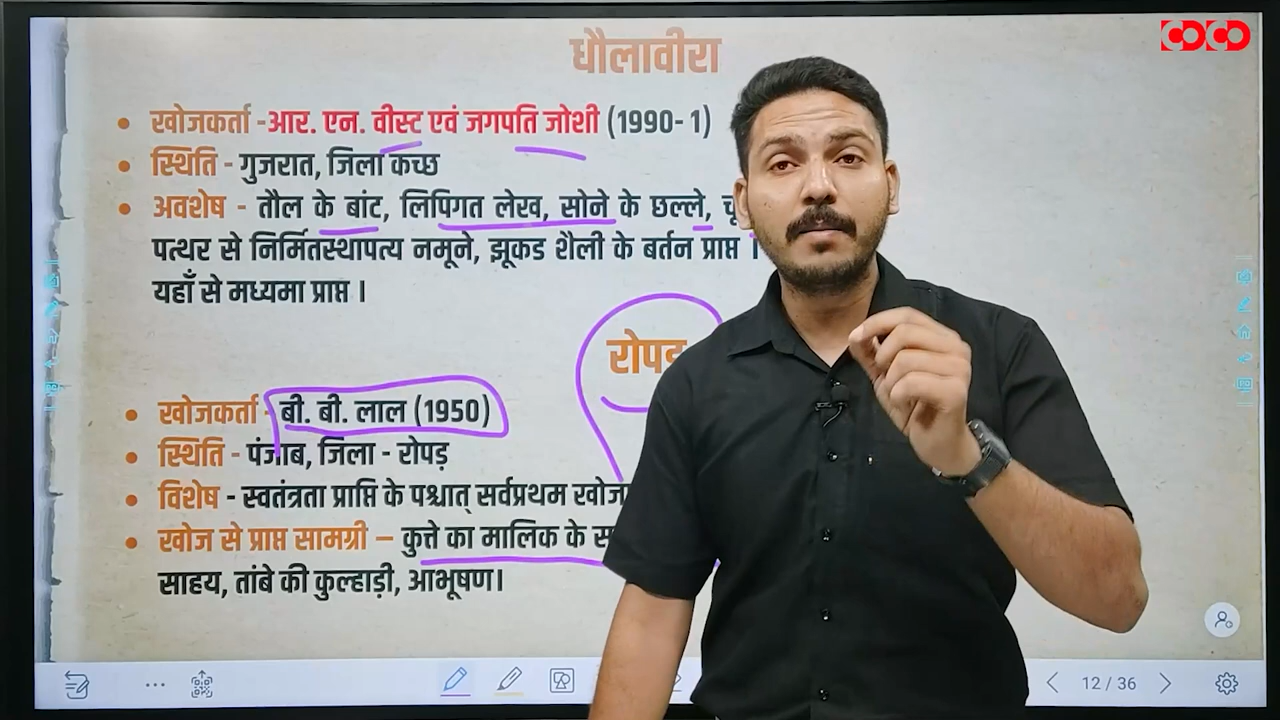 धौलावीरा
CDCD
• खोजकर्ता -आर. एन. वीस्ट एवं जगपति जोशी (1990- 1)
• स्थिति - गुजरात, जिला कच्छ
• अवशेष - तौल के बांट, लिपिगत लेख, सोने के छल्ले,
पत्थर से निर्मितस्थापत्य नमूने, झूकड शैली के बर्तन प्राप्त ।
यहाँ से मध्यमा प्राप्त ।
रोपड़
• खोजकर्ता - बी. बी. लाल (1950)
• स्थिति - पंजाब, जिला - रोपड़
• विशेष - स्वतंत्रता प्राप्ति के पश्चात् सर्वप्रथम खोज
• खोज से प्राप्त सामग्री – कुत्ते का मालिक के
साहय, तांबे की कुल्हाड़ी, आभूषण।
12 / 36